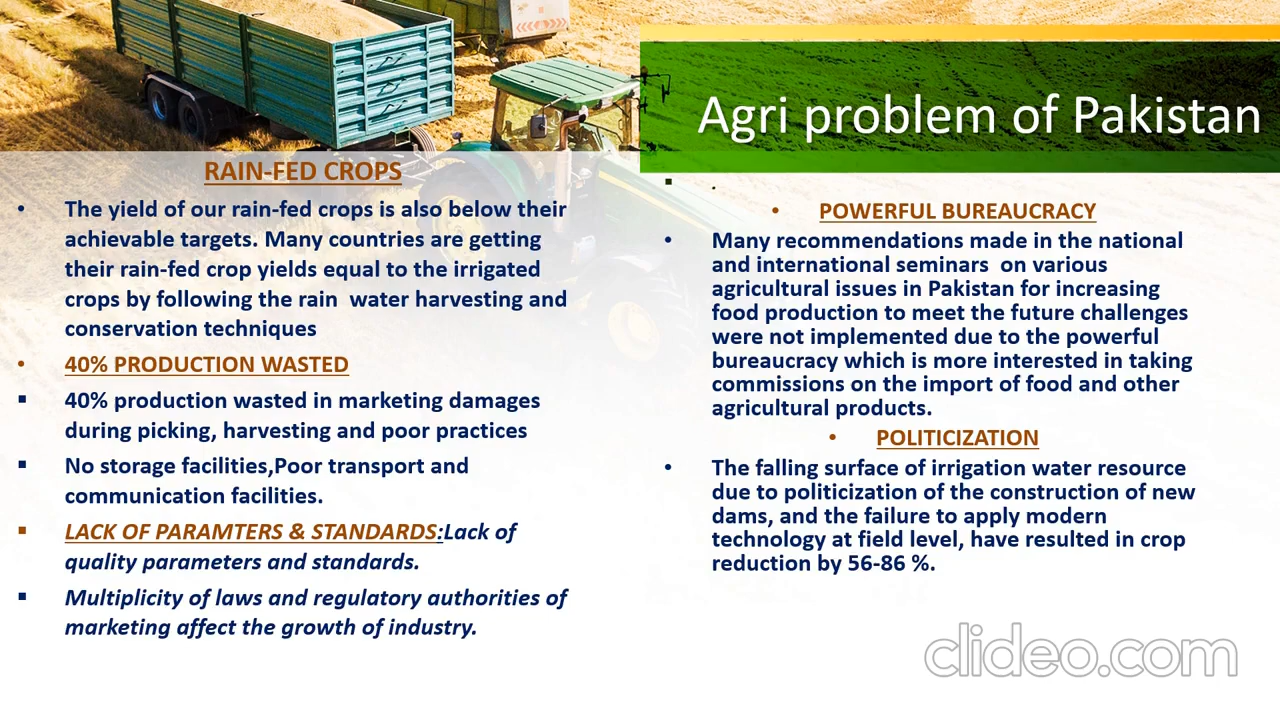 Agri problem of Pakistan
RAIN-FED CROPS
• The yield of our rain-fed crops is also below their
achievable targets. Many countries are getting
their rain-fed crop yields equal to the irrigated
crops by following the rain  water harvesting and
conservation techniques
• 40% PRODUCTION WASTED
▪ 40% production wasted in marketing damages
during picking, harvesting and poor practices
▪ No storage facilities,Poor transport and
communication facilities.
▪ LACK OF PARAMTERS & STANDARDS:Lack of
quality parameters and standards.
▪ Multiplicity of laws and regulatory authorities of
marketing affect the growth of industry.
▪ .
• POWERFUL BUREAUCRACY
• Many recommendations made in the national
and international seminars  on various
agricultural issues in Pakistan for increasing
food production to meet the future challenges
were not implemented due to the powerful
bureaucracy which is more interested in taking
commissions on the import of food and other
agricultural products.
• POLITICIZATION
• The falling surface of irrigation water resource
due to politicization of the construction of new
dams, and the failure to apply modern
technology at field level, have resulted in crop
reduction by 56-86 %.
clideo.com